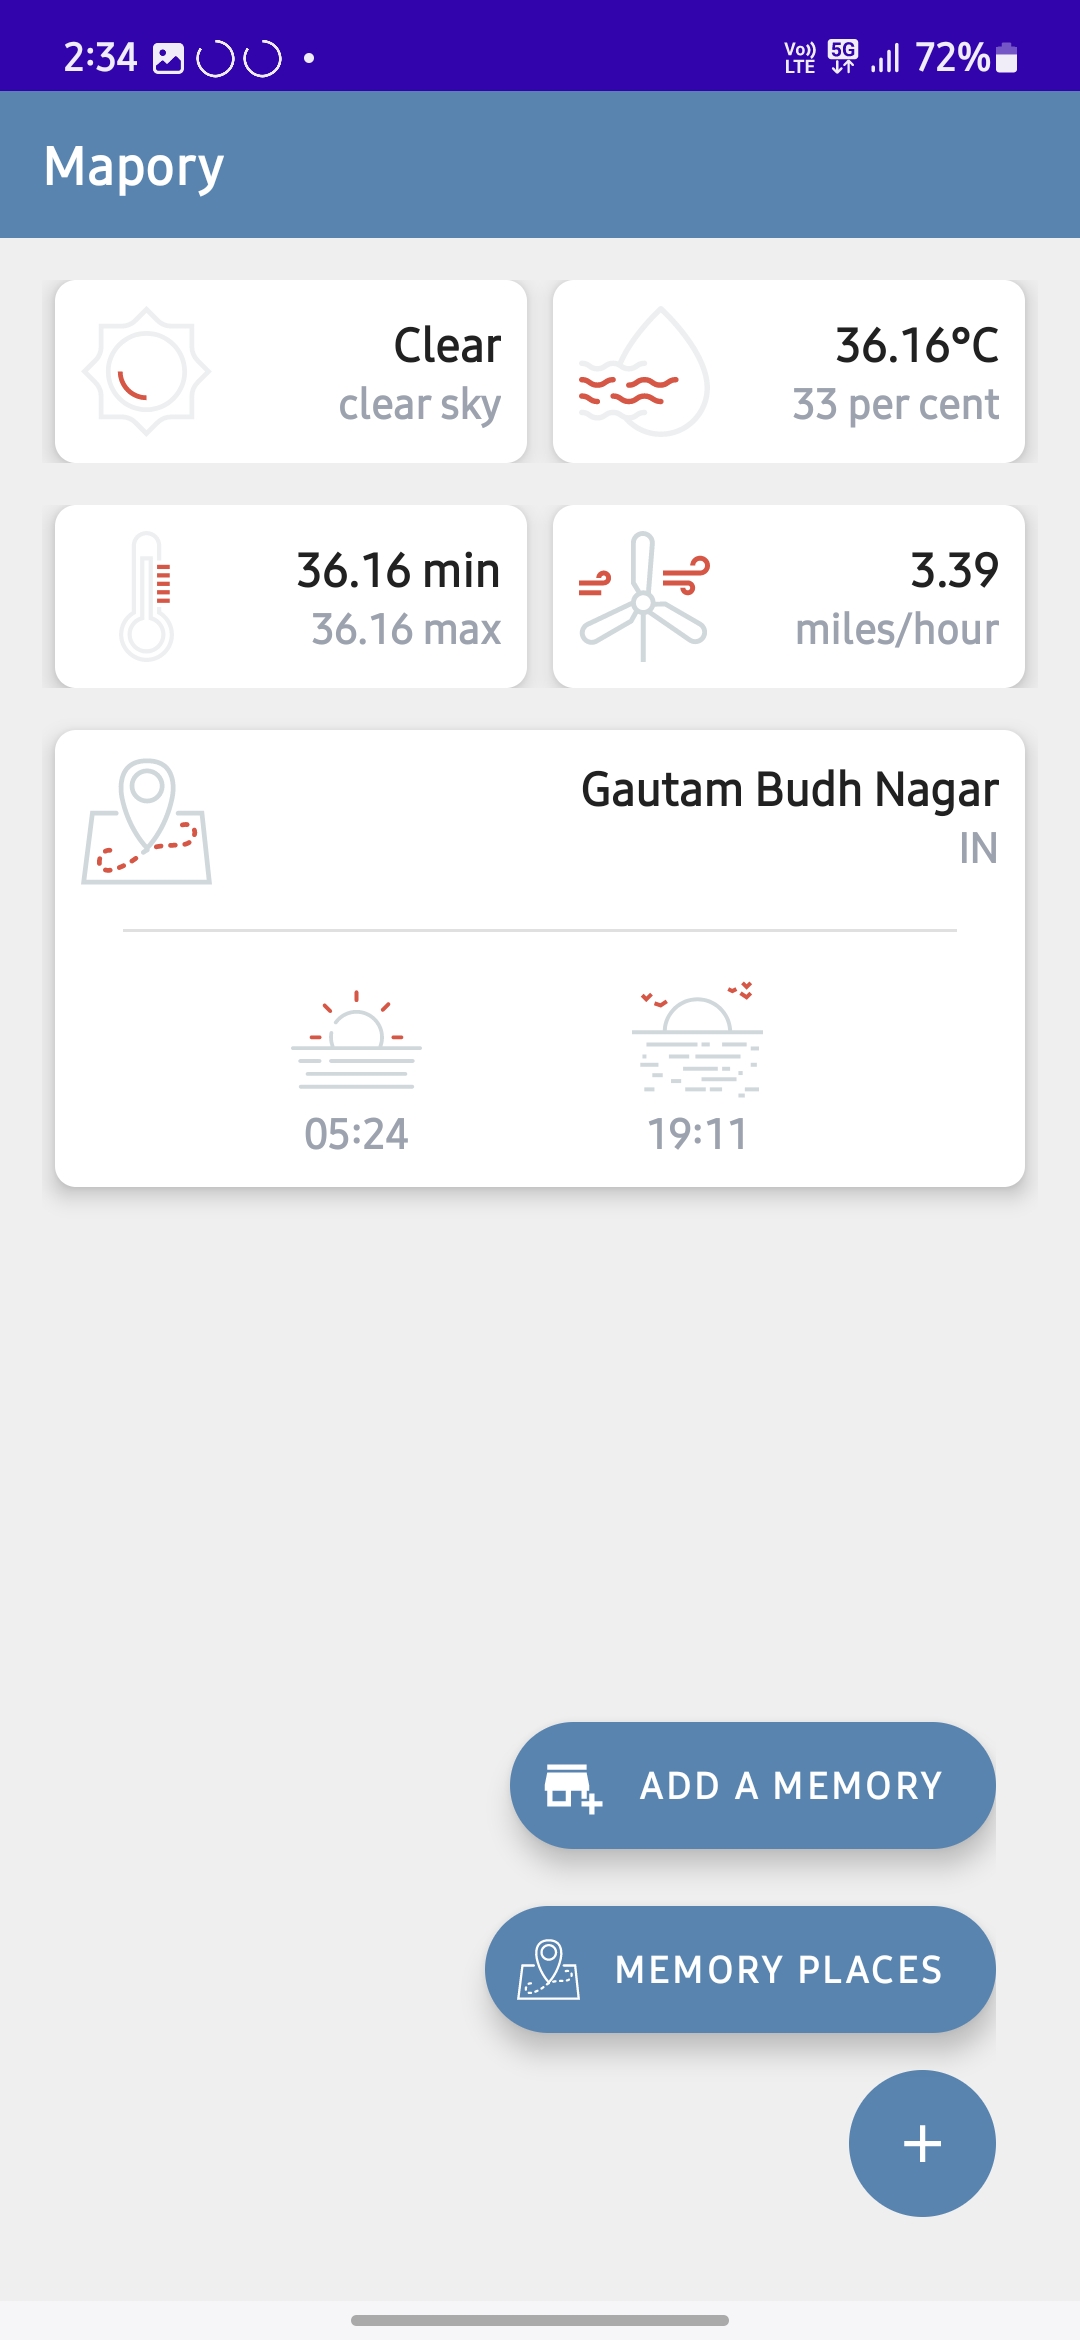 2:34
Vo)) LTE 5G 72%
Mapory
Clear
clear sky
36.16°C
33 per cent
36.16 min
36.16 max
3.39
miles/hour
Gautam Budh Nagar
IN
05:24
19:11
ADD A MEMORY
MEMORY PLACES